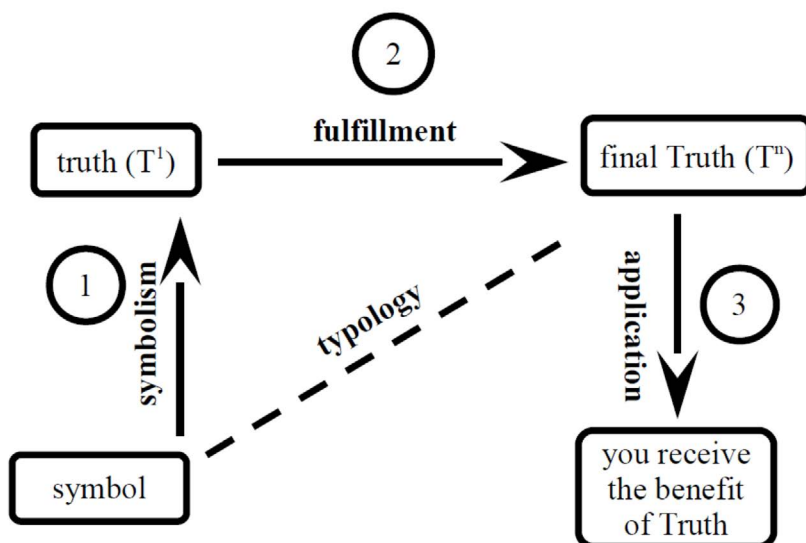 2
fulfillment
truth (T¹)
final Truth (Tⁿ)
1
symbolism
typology
application
3
symbol
you receive
the benefit
of Truth